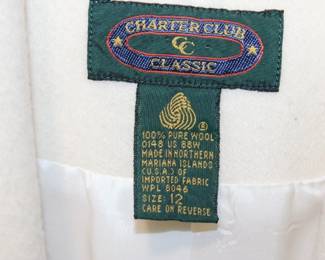 CHARTER CLUB
CC
CLASSIC
100% PURE WOOL
0148 US 88W
MADE IN NORTHERN
MARIANA ISLANDS
(U.S.A.) OF
IMPORTED FABRIC
WPL 8046
SIZE: 12
CARE ON REVERSE